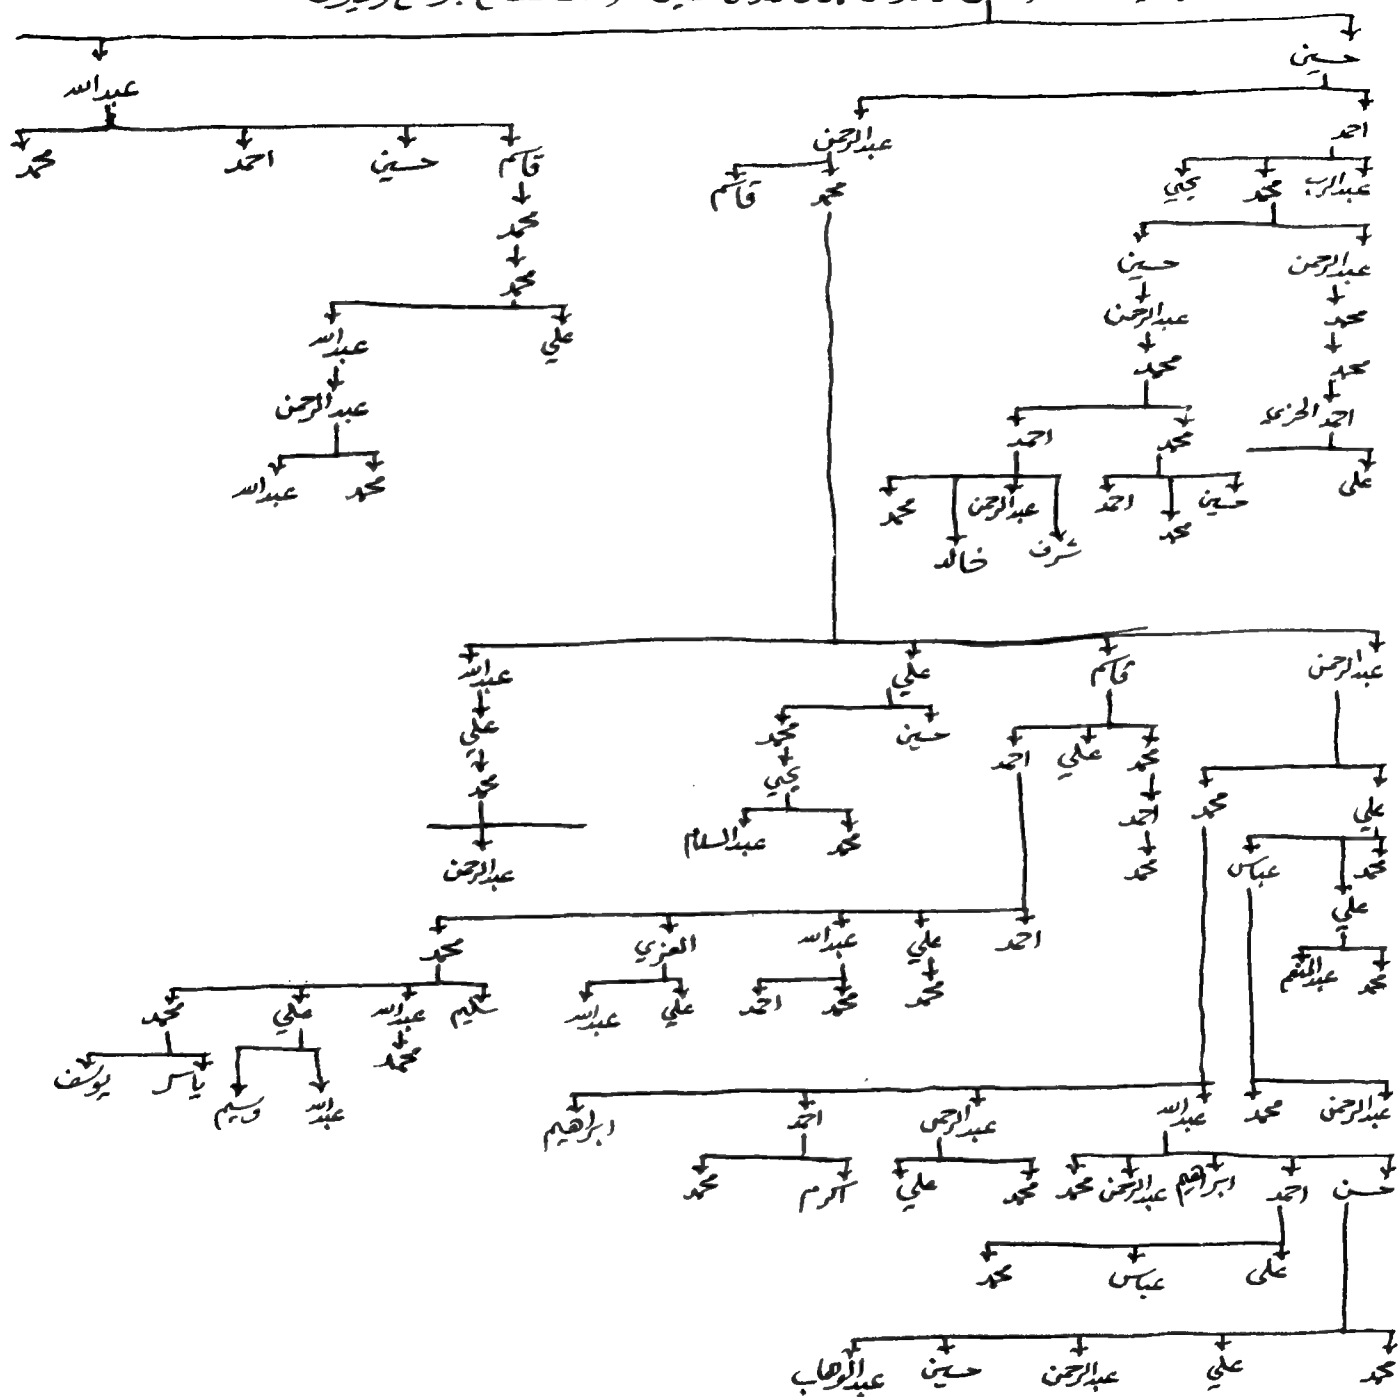 حسين
عبدالله
احمد
عبدالرحمن
قاسم
حسين
احمد
محمد
عبدالرب
محمد
يحيي
محمد
قاسم
محمد
عبدالرحمن
حسين
محمد
محمد
عبدالرحمن
علي
عبدالله
محمد
محمد
احمد الحزي
عبدالرحمن
محمد
احمد
علي
محمد
عبدالله
حسين
محمد
احمد
شرف
عبدالرحمن
خالد
محمد
عبدالرحمن
قاسم
علي
عبدالله
محمد
علي
احمد
حسين
محمد
علي
علي
محمد
احمد
يحيي
محمد
محمد
عباس
محمد
محمد
عبدالسلام
عبدالرحمن
علي
احمد
علي
عبدالله
العزي
محمد
محمد
عبدالمنعم
محمد
محمد
احمد
علي
عبدالله
سليم
عبدالله
علي
محمد
محمد
عبدالله
وسيم
ياسر
يوسف
عبدالرحمن
محمد
عبدالله
عبدالرحمن
احمد
ابراهيم
حسن
احمد
ابراهيم
عبدالرحمن
محمد
محمد
علي
اكرم
محمد
علي
عباس
محمد
محمد
علي
عبدالرحمن
حسين
عبدالوهاب